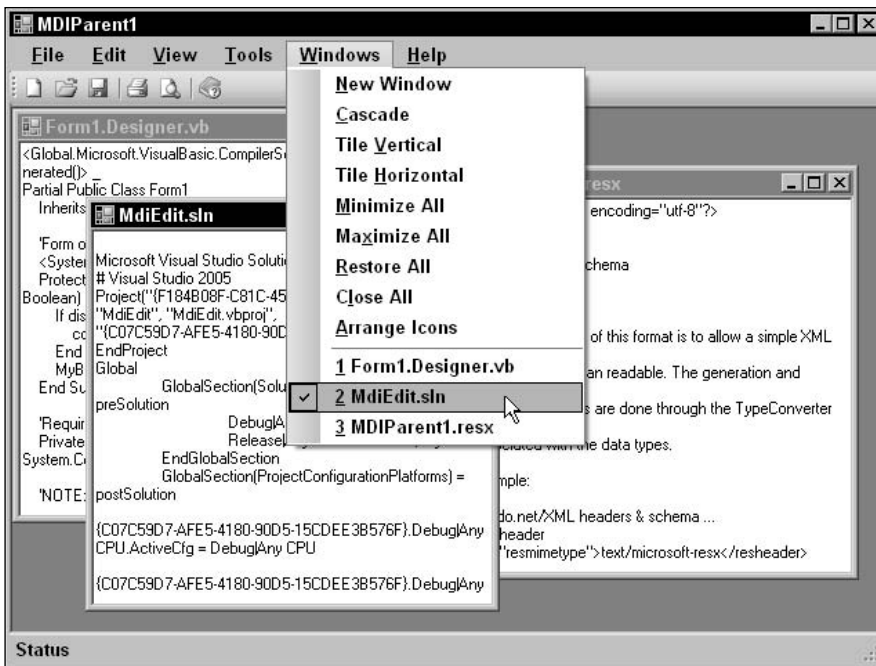 MDIParent1
File Edit View Tools Windows Help
New Window
Cascade
Tile Vertical
Tile Horizontal
Minimize All
Maximize All
Restore All
Close All
Arrange Icons
1 Form1.Designer.vb
2 MdiEdit.sln
3 MDIParent1.resx
Form1.Designer.vb
<Global.Microsoft.VisualBasic.CompilerS
nerated()> _
Partial Public Class Form1
Inherits
'Form o
<System
Protect
Boolean)
If dis
End
MyB
End Su
'Requir
Private
System.C
'NOTE:
MdiEdit.sln
Microsoft Visual Studio Soluti
# Visual Studio 2005
Project("{F184B08F-C81C-45
"MdiEdit", "MdiEdit.vbproj",
"{C07C59D7-AFE5-4180-90D
EndProject
Global
GlobalSection(Solu
preSolution
Debug|A
Release|
EndGlobalSection
GlobalSection(ProjectConfigurationPlatforms) =
postSolution
{C07C59D7-AFE5-4180-90D5-15CDEE3B576F}.Debug|Any
CPU.ActiveCfg = Debug|Any CPU
{C07C59D7-AFE5-4180-90D5-15CDEE3B576F}.Debug|Any
resx
encoding="utf-8"?>
chema
of this format is to allow a simple XML
an readable. The generation and
s are done through the TypeConverter
with the data types.
mple:
do.net/XML headers & schema ...
header
"resmimetype">text/microsoft-resx</resheader>
Status